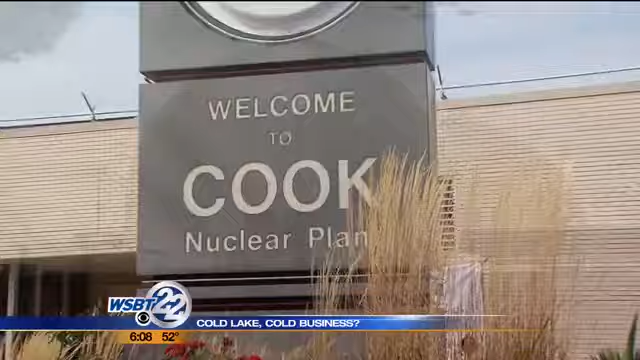 WELCOME
TO
COOK
Nuclear Plan
WSBT 22
COLD LAKE, COLD BUSINESS?
6:08 52°